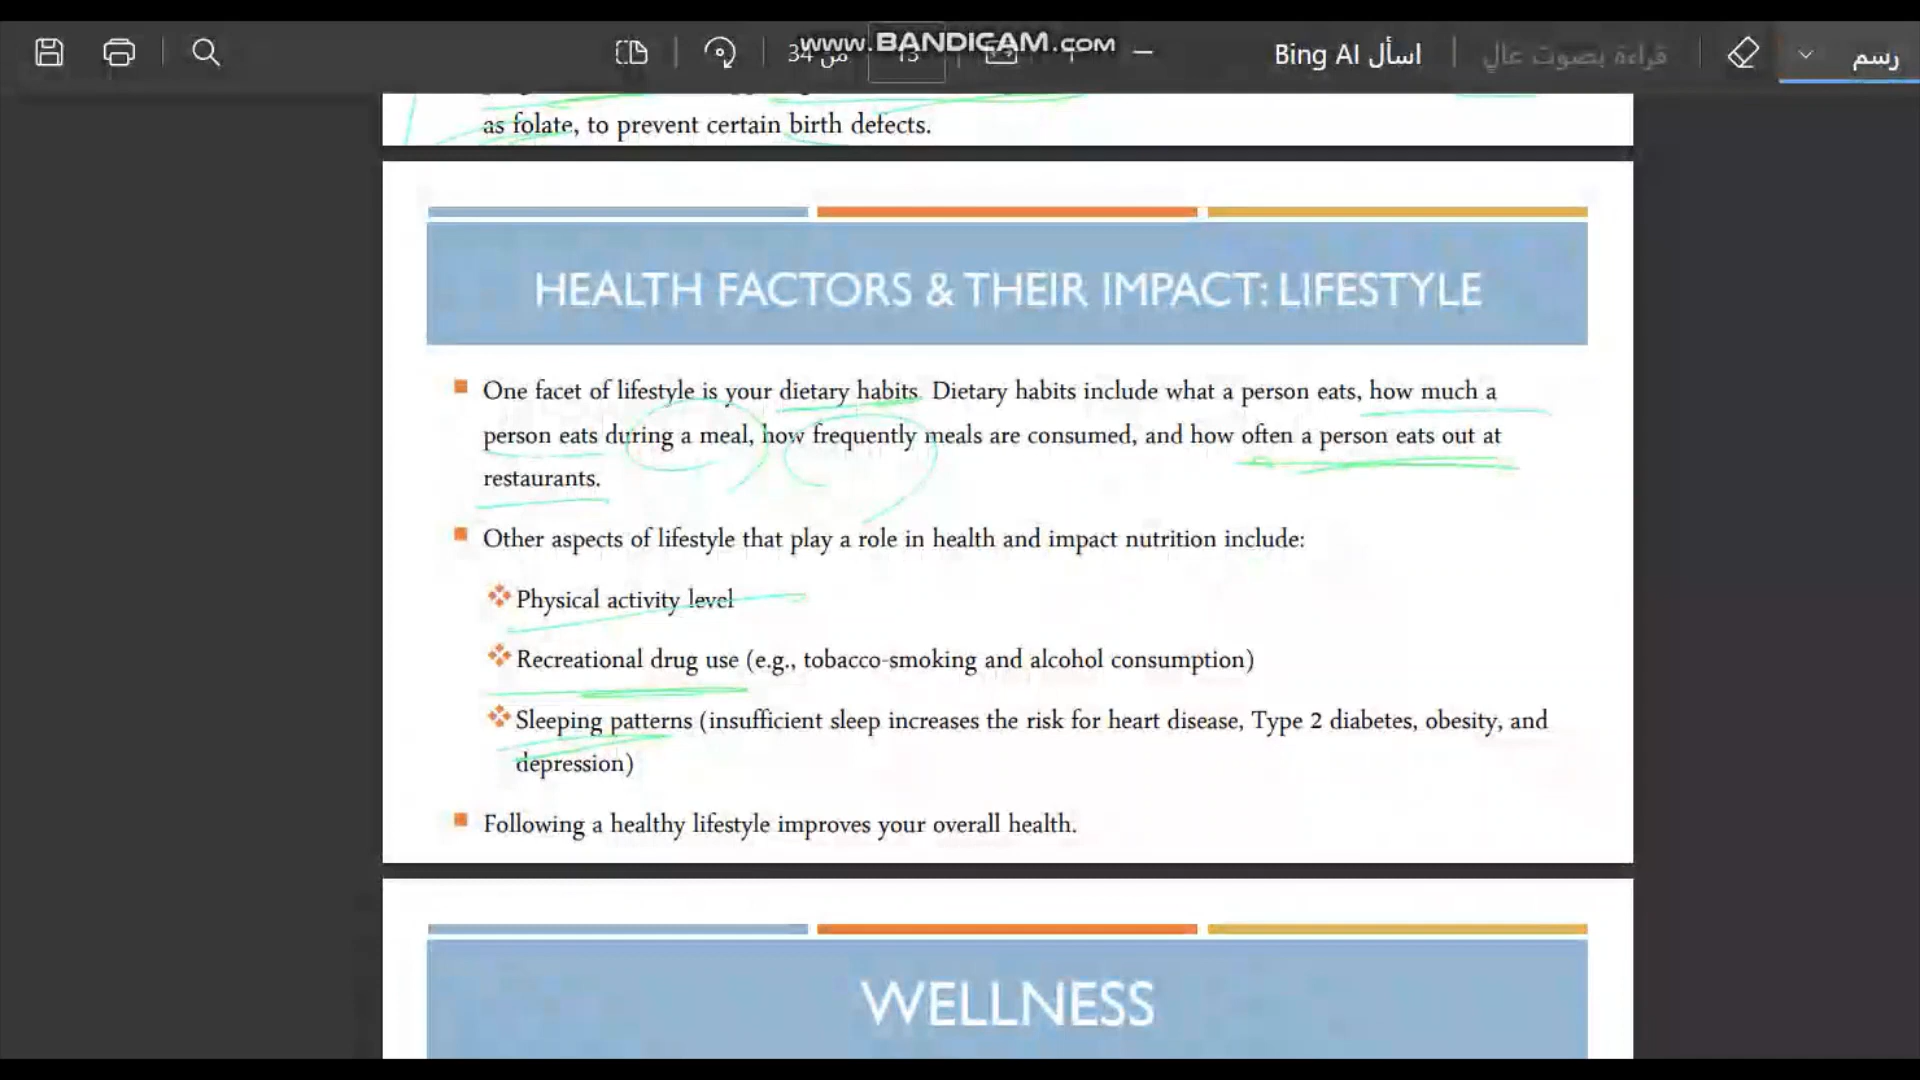 www.BANDICAM.com
34 من
اسأل Bing AI
قراءة بصوت عالٍ
رسم
as folate, to prevent certain birth defects.
HEALTH FACTORS & THEIR IMPACT: LIFESTYLE
One facet of lifestyle is your dietary habits. Dietary habits include what a person eats, how much a
person eats during a meal, how frequently meals are consumed, and how often a person eats out at
restaurants.
Other aspects of lifestyle that play a role in health and impact nutrition include:
Physical activity level
Recreational drug use (e.g., tobacco-smoking and alcohol consumption)
Sleeping patterns (insufficient sleep increases the risk for heart disease, Type 2 diabetes, obesity, and
depression)
Following a healthy lifestyle improves your overall health.
WELLNESS